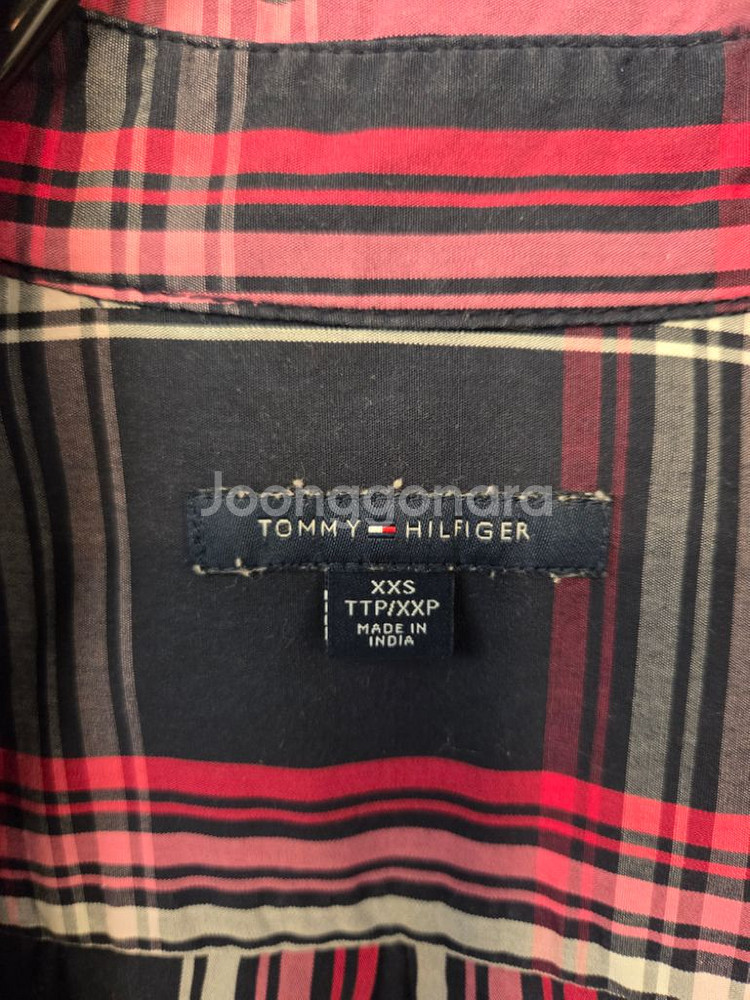 Joonggonara
TOMMY HILFIGER
XXS
TTP/XXP
MADE IN
INDIA